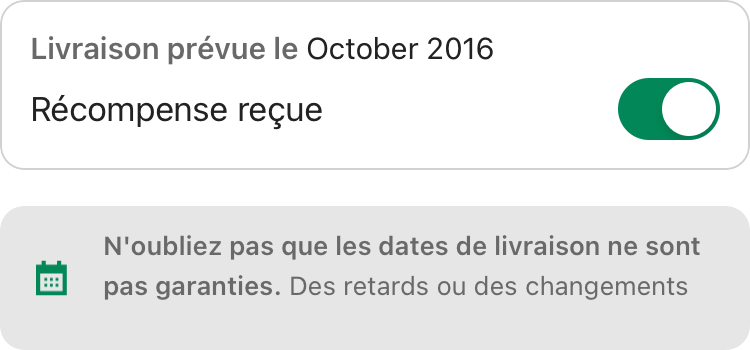 Livraison prévue le October 2016
Récompense reçue
N'oubliez pas que les dates de livraison ne sont
pas garanties. Des retards ou des changements